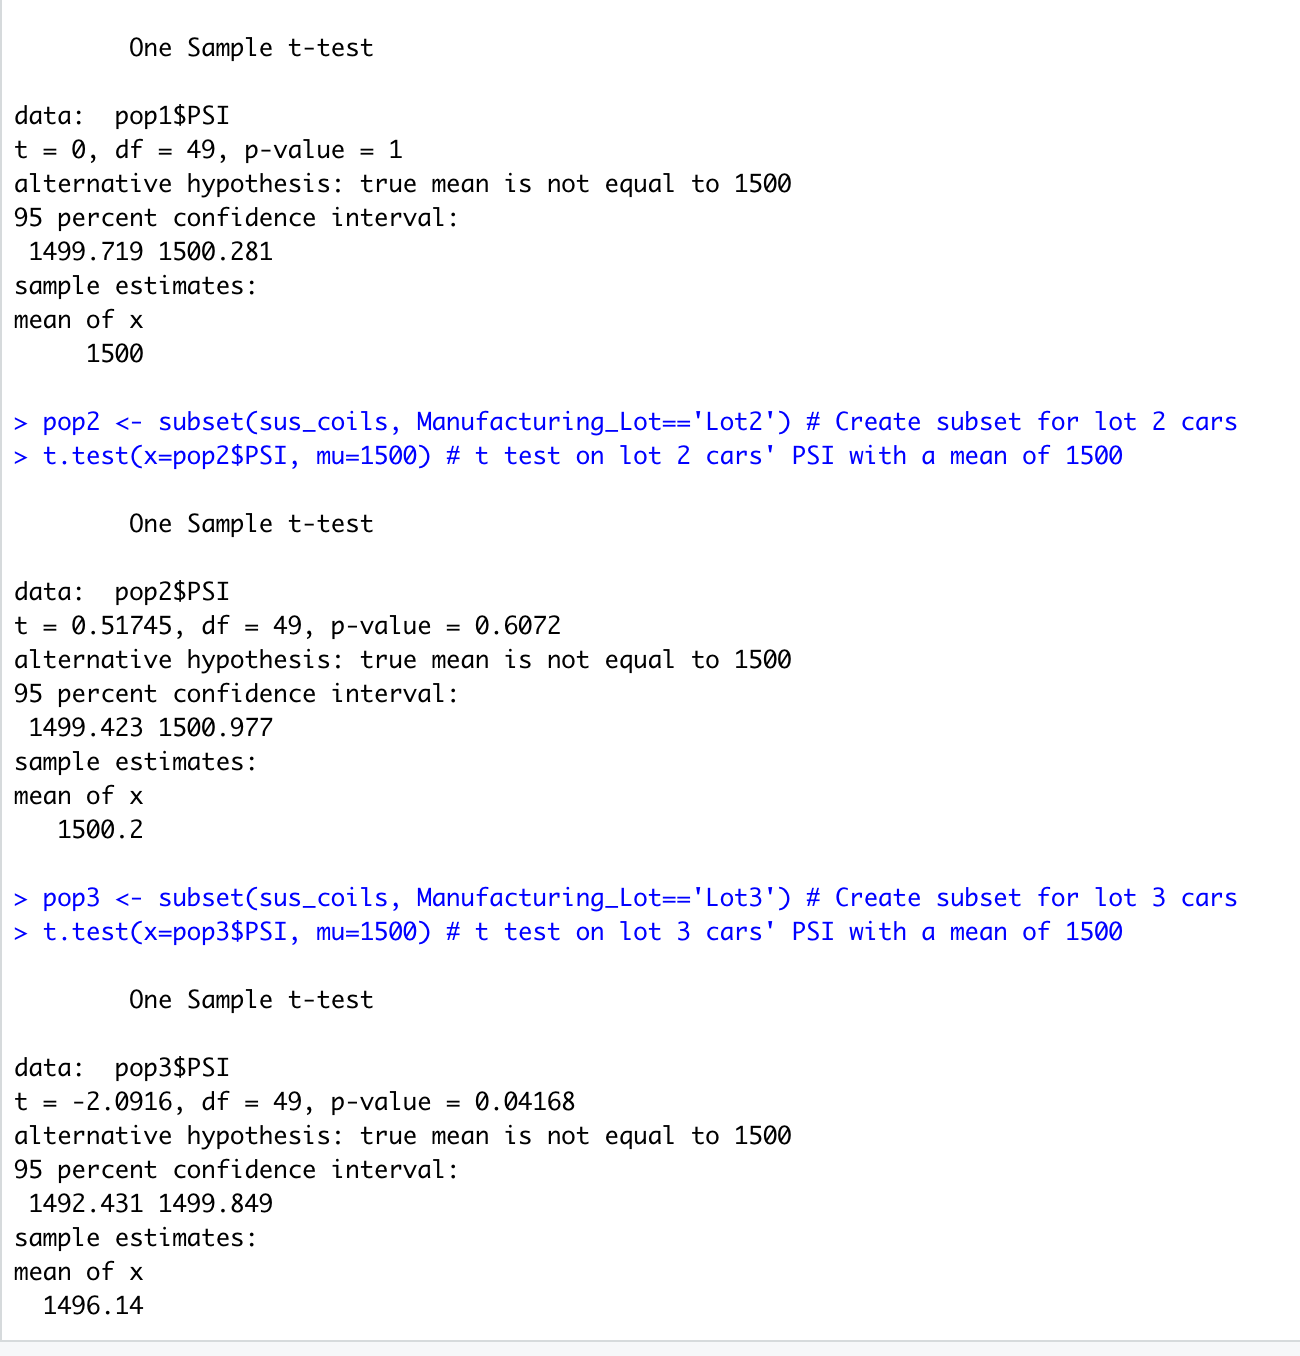 One Sample t-test
data:  pop1$PSI
t = 0, df = 49, p-value = 1
alternative hypothesis: true mean is not equal to 1500
95 percent confidence interval:
 1499.719 1500.281
sample estimates:
mean of x
     1500
> pop2 <- subset(sus_coils, Manufacturing_Lot=='Lot2') # Create subset for lot 2 cars
> t.test(x=pop2$PSI, mu=1500) # t test on lot 2 cars' PSI with a mean of 1500
One Sample t-test
data:  pop2$PSI
t = 0.51745, df = 49, p-value = 0.6072
alternative hypothesis: true mean is not equal to 1500
95 percent confidence interval:
 1499.423 1500.977
sample estimates:
mean of x
   1500.2
> pop3 <- subset(sus_coils, Manufacturing_Lot=='Lot3') # Create subset for lot 3 cars
> t.test(x=pop3$PSI, mu=1500) # t test on lot 3 cars' PSI with a mean of 1500
One Sample t-test
data:  pop3$PSI
t = -2.0916, df = 49, p-value = 0.04168
alternative hypothesis: true mean is not equal to 1500
95 percent confidence interval:
 1492.431 1499.849
sample estimates:
mean of x
  1496.14